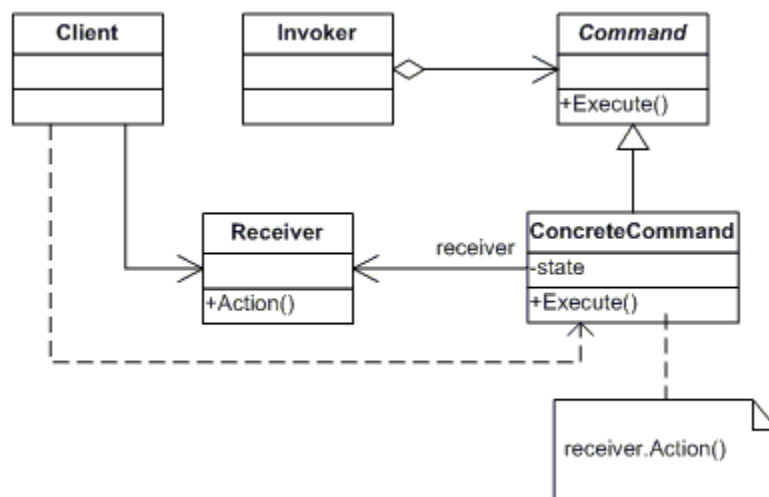 Client
Invoker
Command
+Execute()
Receiver
+Action()
receiver
ConcreteCommand
-state
+Execute()
receiver.Action()